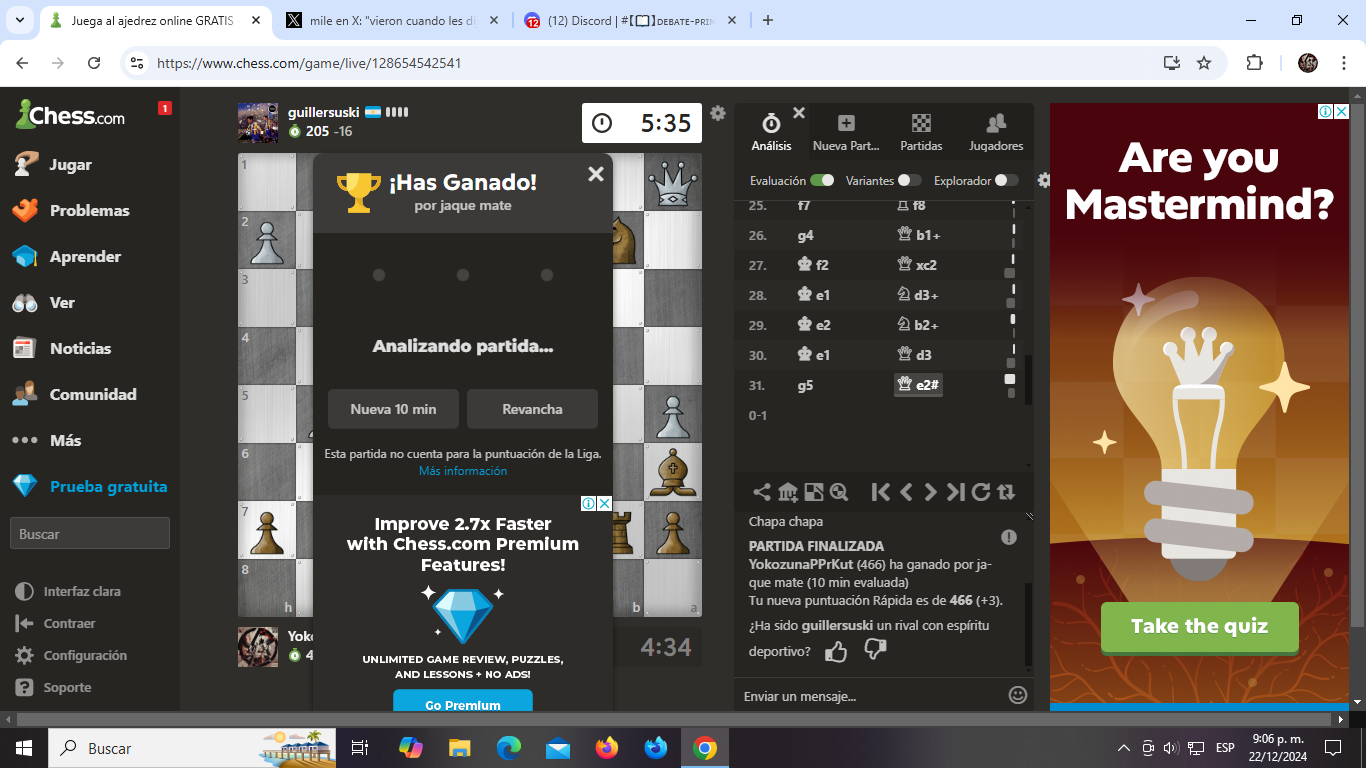 Juega al ajedrez online GRATIS
mile en X: "vieron cuando les di
(12) Discord | #【📖】ᴅᴇʙᴀᴛᴇ-ᴘʀɪɴ
https://www.chess.com/game/live/128654542541
Chess.com
1
Jugar
Problemas
Aprender
Ver
Noticias
Comunidad
Más
Prueba gratuita
Buscar
Interfaz clara
Contraer
Configuración
Soporte
guillersuski
205 -16
5:35
1
2
3
4
5
6
7
8
h
b
a
¡Has Ganado!
por jaque mate
Analizando partida...
Nueva 10 min
Revancha
Esta partida no cuenta para la puntuación de la Liga.
Más información
Improve 2.7x Faster
with Chess.com Premium
Features!
UNLIMITED GAME REVIEW, PUZZLES,
AND LESSONS + NO ADS!
Go Premium
Yoko
4
4:34
Análisis
Nueva Part...
Partidas
Jugadores
Evaluación
Variantes
Explorador
25. f7 f8
26. g4 b1+
27. f2 xc2
28. e1 d3+
29. e2 b2+
30. e1 d3
31. g5 e2#
0-1
Chapa chapa
PARTIDA FINALIZADA
YokozunaPPrKut (466) ha ganado por ja-
que mate (10 min evaluada)
Tu nueva puntuación Rápida es de 466 (+3).
¿Ha sido guillersuski un rival con espíritu
deportivo?
Enviar un mensaje...
Are you
Mastermind?
Take the quiz
Buscar
ESP
9:06 p. m.
22/12/2024